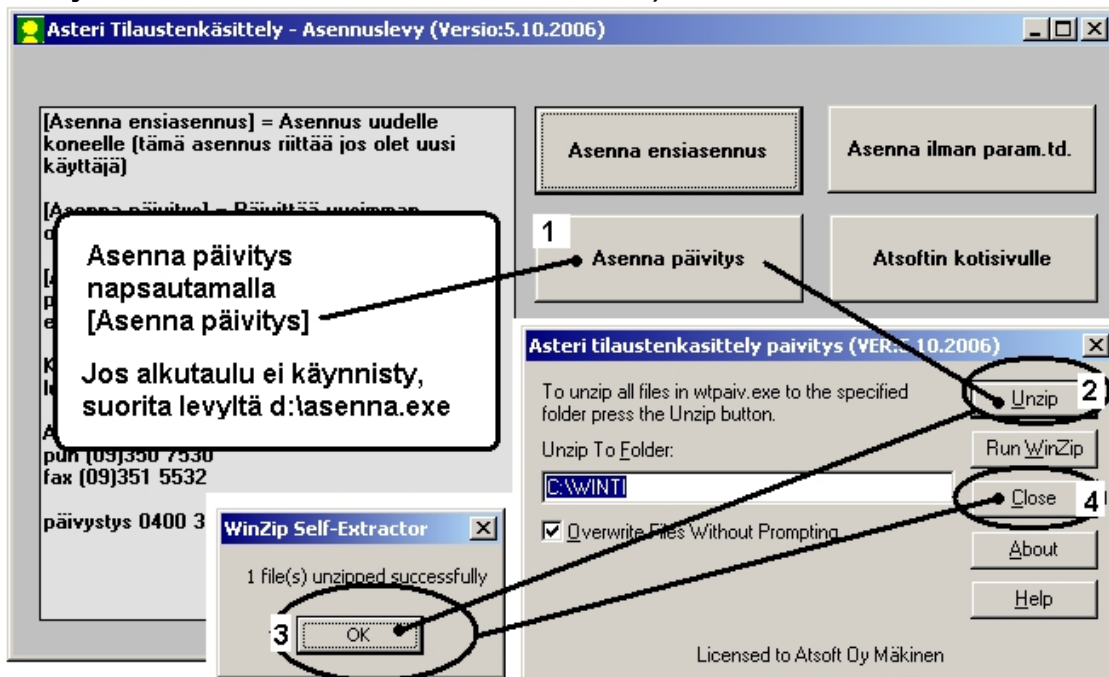 Asteri Tilaustenkäsittely - Asennuslevy (Versio:5.10.2006)
[Asenna ensiasennus] = Asennus uudelle
koneelle (tämä asennus riittää jos olet uusi
käyttäjä)
[Asenna päivitys] = Päivittää uusimman
pun (09)350 7530
fax (09)351 5532
päivystys 0400 3
Asenna ensiasennus
Asenna ilman param.td.
1
Asenna päivitys
Atsoftin kotisivulle
Asenna päivitys
napsautamalla
[Asenna päivitys]
Jos alkutaulu ei käynnisty,
suorita levyltä d:\asenna.exe
Asteri tilaustenkasittely paivitys (VER:5.10.2006)
To unzip all files in wtpaiv.exe to the specified
folder press the Unzip button.
Unzip To Folder:
C:\WINTI
Overwrite Files Without Prompting
Unzip
2
Run WinZip
Close
4
About
Help
Licensed to Atsoft Oy Mäkinen
WinZip Self-Extractor
1 file(s) unzipped successfully
3
OK